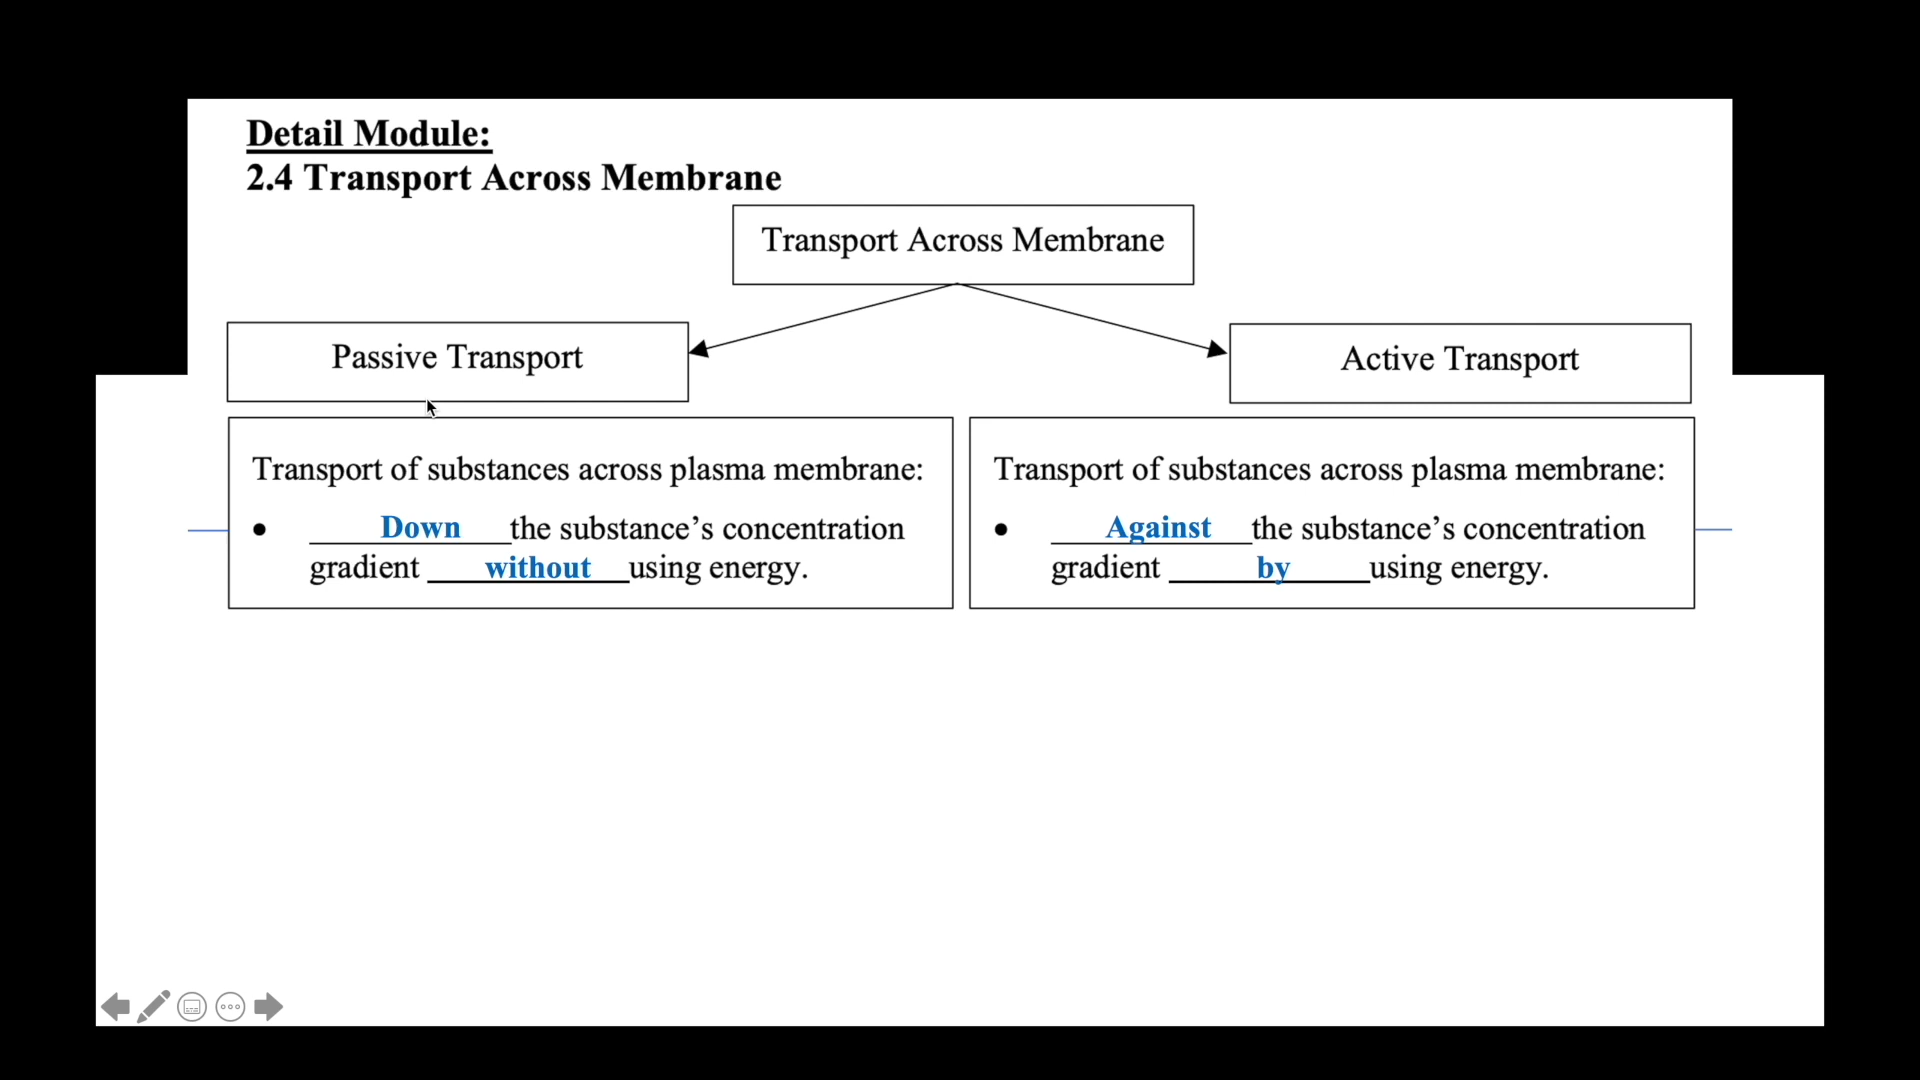 Detail Module:
2.4 Transport Across Membrane
Transport Across Membrane
Passive Transport
Active Transport
Transport of substances across plasma membrane:
• Down the substance’s concentration
gradient without using energy.
Transport of substances across plasma membrane:
• Against the substance’s concentration
gradient by using energy.